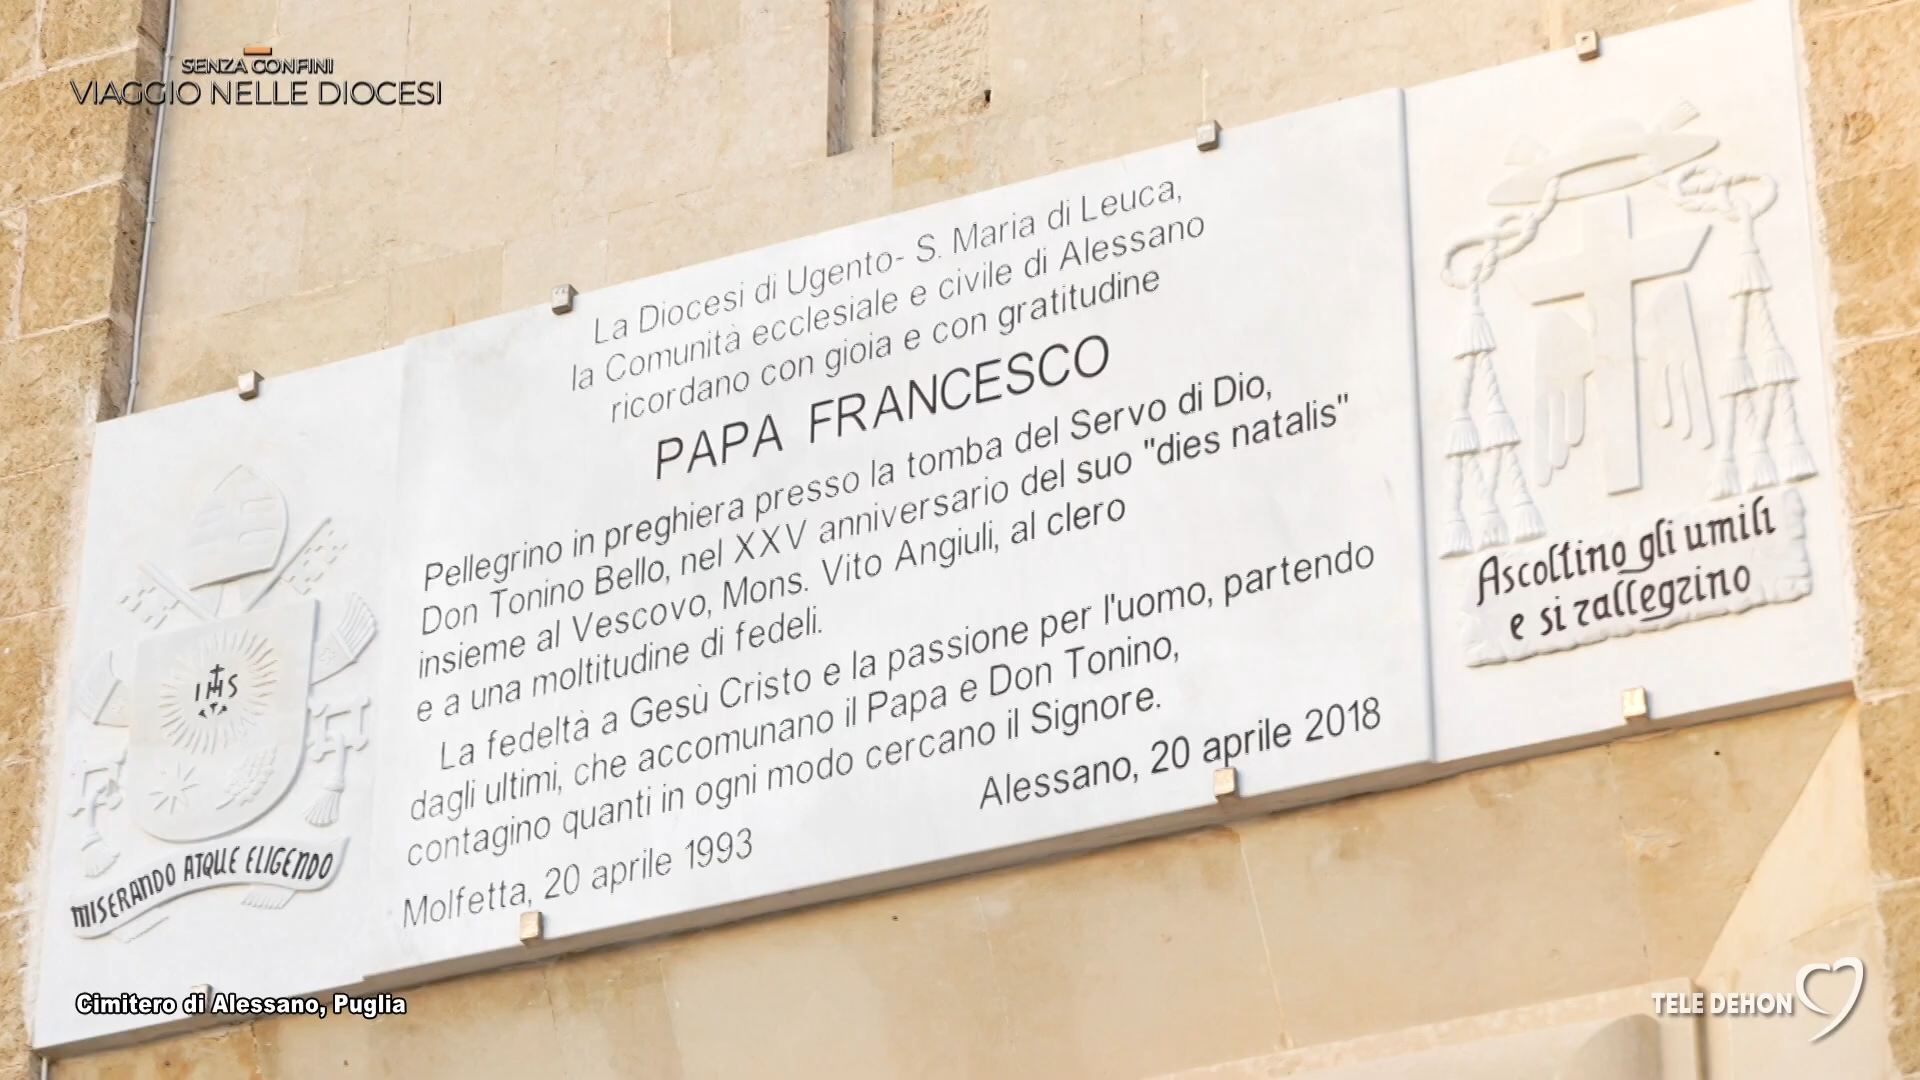 SENZA CONFINI
VIAGGIO NELLE DIOCESI
La Diocesi di Ugento- S. Maria di Leuca,
la Comunità ecclesiale e civile di Alessano
ricordano con gioia e con gratitudine
PAPA FRANCESCO
Pellegrino in preghiera presso la tomba del Servo di Dio,
Don Tonino Bello, nel XXV anniversario del suo "dies natalis"
insieme al Vescovo, Mons. Vito Angiuli, al clero
e a una moltitudine di fedeli.
La fedeltà a Gesù Cristo e la passione per l'uomo, partendo
dagli ultimi, che accomunano il Papa e Don Tonino,
contagino quanti in ogni modo cercano il Signore.
Molfetta, 20 aprile 1993
Alessano, 20 aprile 2018
IHS
MISERANDO ATQUE ELIGENDO
Ascoltino gli umili
e si rallegrino
Cimitero di Alessano, Puglia
TELE DEHON